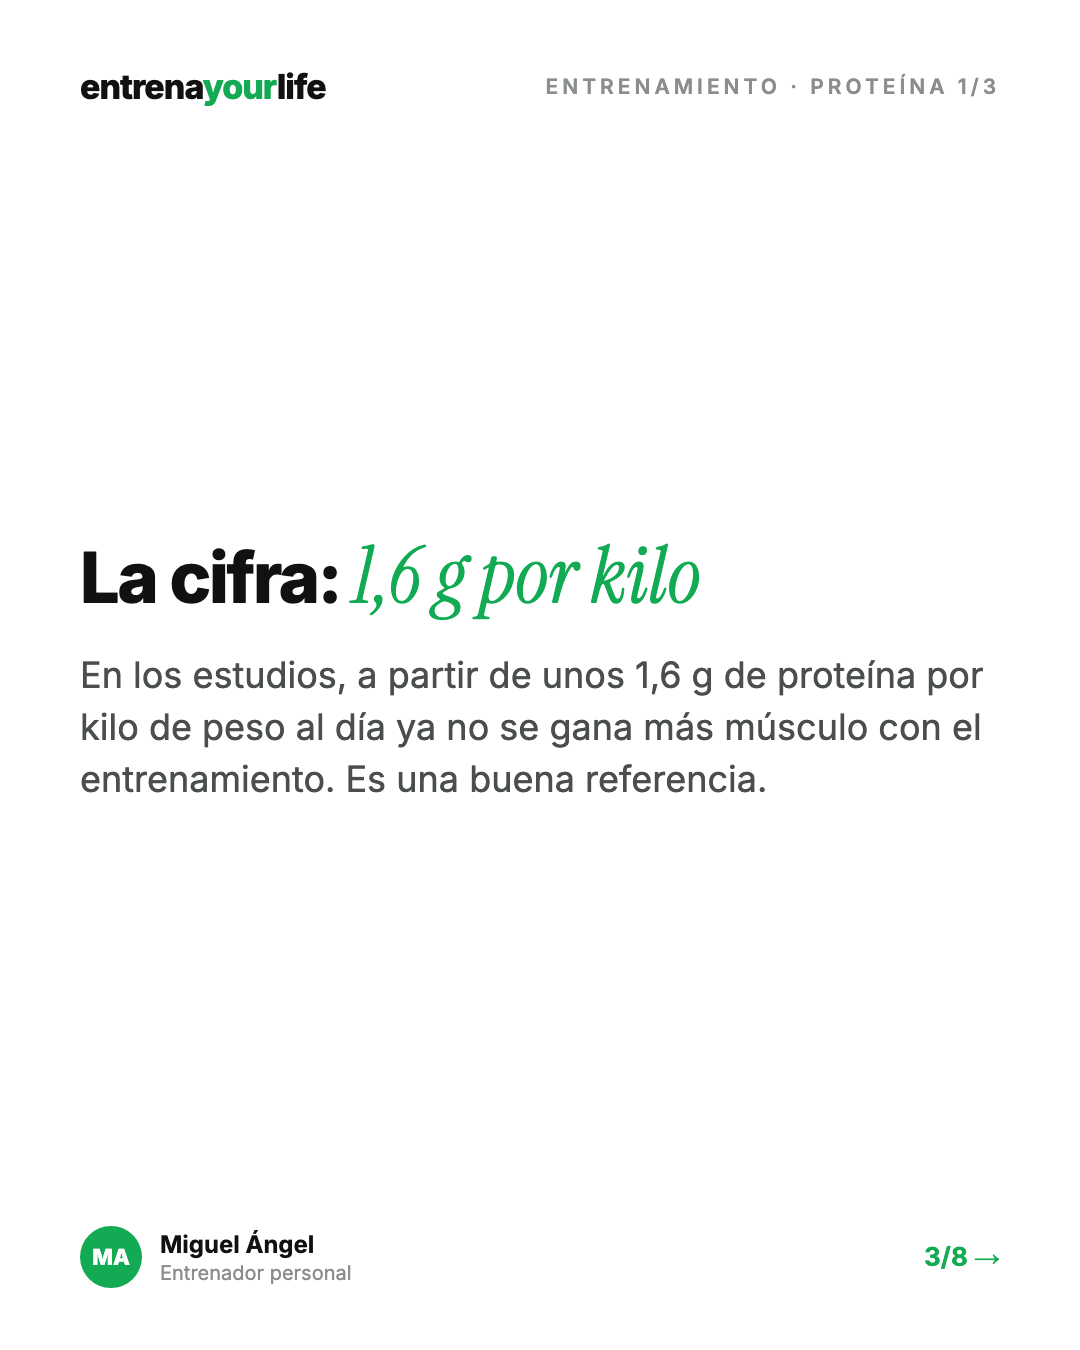 entrenayourlife
ENTRENAMIENTO · PROTEÍNA 1/3
La cifra: 1,6 g por kilo
En los estudios, a partir de unos 1,6 g de proteína por
kilo de peso al día ya no se gana más músculo con el
entrenamiento. Es una buena referencia.
MA
Miguel Ángel
Entrenador personal
3/8 →